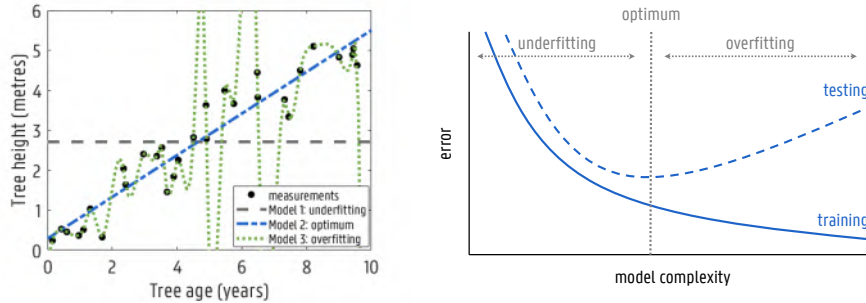 6
5
4
3
2
1
0
Tree height (metres)
measurements
Model 1: underfitting
Model 2: optimum
Model 3: overfitting
0 2 4 6 8 10
Tree age (years)
optimum
underfitting overfitting
testing
error
training
model complexity